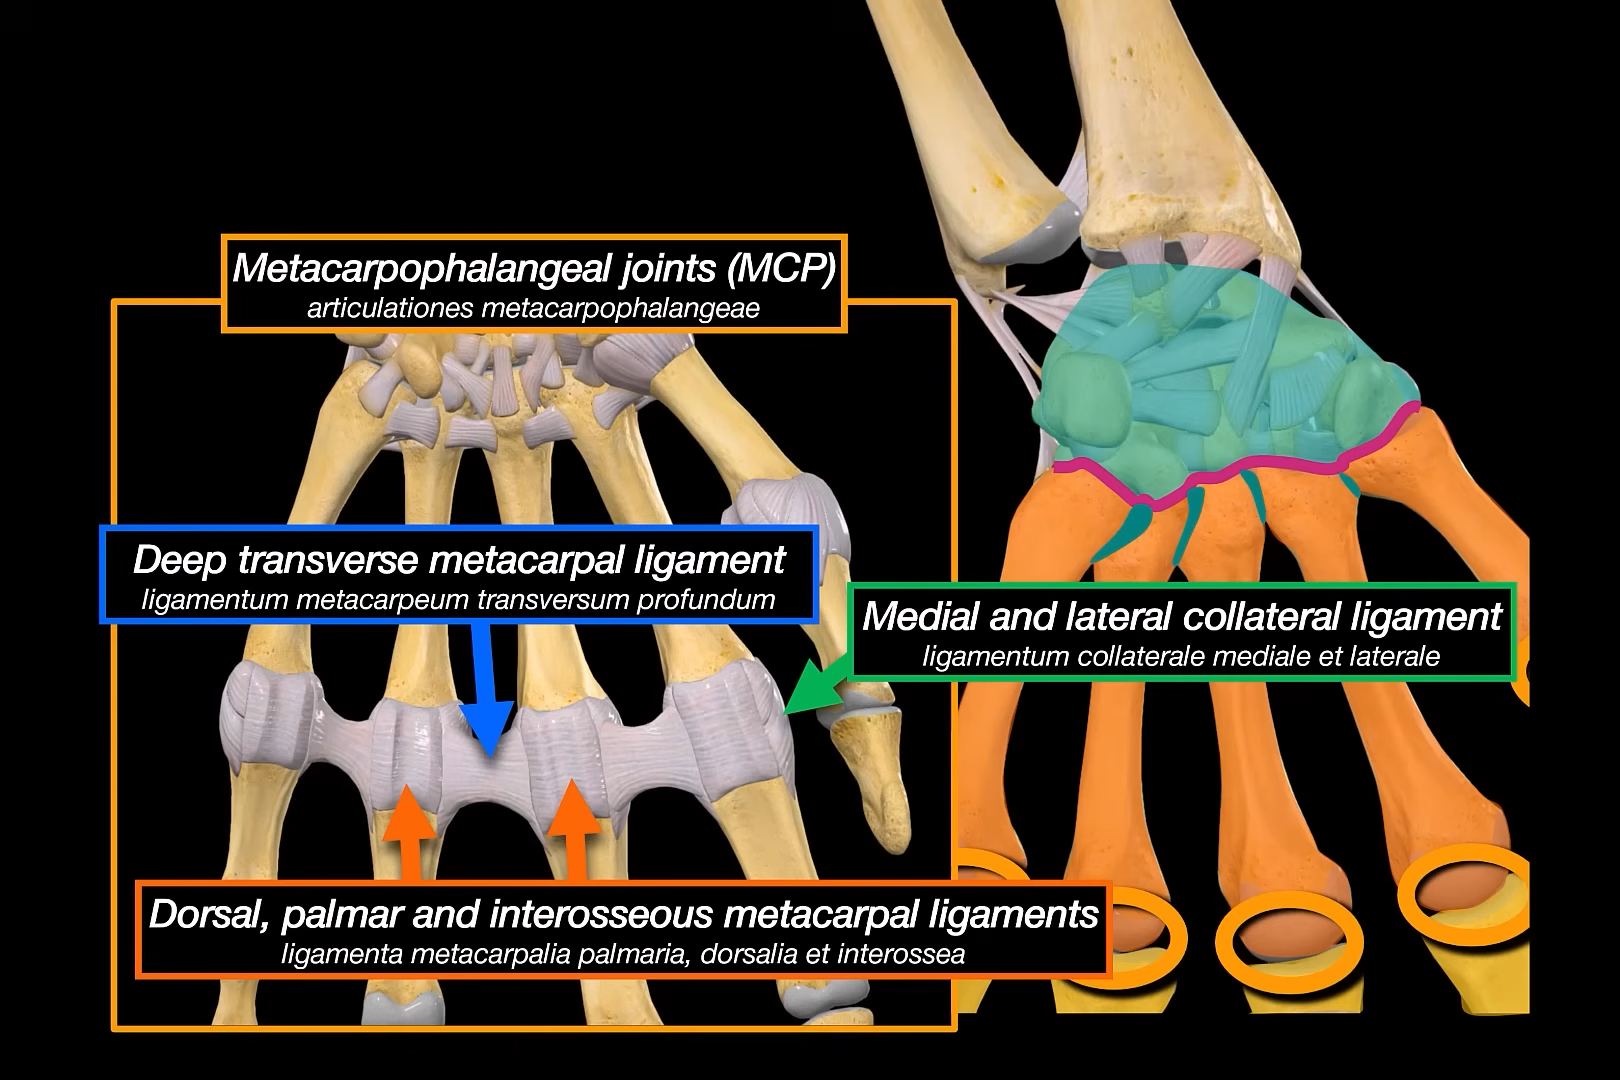 Metacarpophalangeal joints (MCP)
articulationes metacarpophalangeae
Deep transverse metacarpal ligament
ligamentum metacarpeum transversum profundum
Medial and lateral collateral ligament
ligamentum collaterale mediale et laterale
Dorsal, palmar and interosseous metacarpal ligaments
ligamenta metacarpalia palmaria, dorsalia et interossea